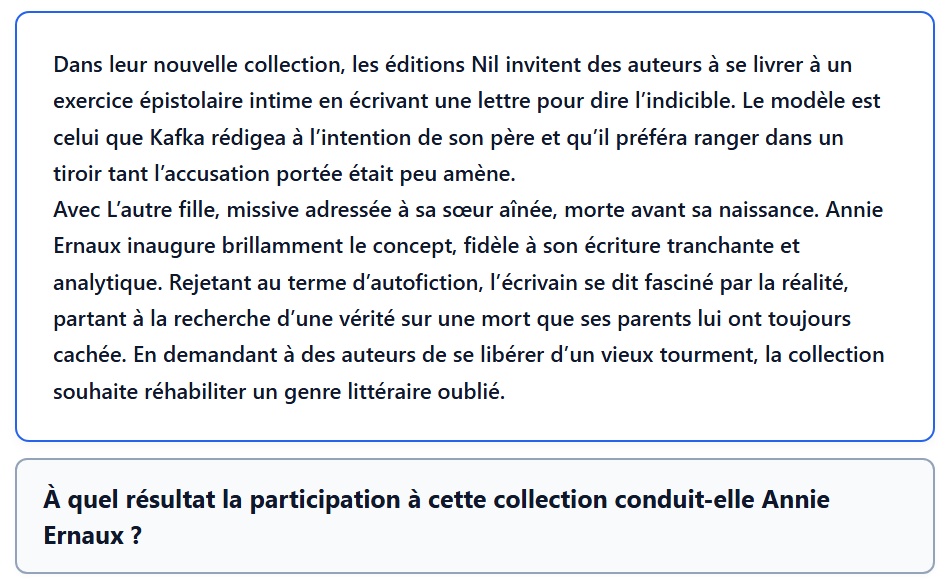 Dans leur nouvelle collection, les éditions Nil invitent des auteurs à se livrer à un
exercice épistolaire intime en écrivant une lettre pour dire l’indicible. Le modèle est
celui que Kafka rédigea à l’intention de son père et qu’il préféra ranger dans un
tiroir tant l’accusation portée était peu amène.
Avec L’autre fille, missive adressée à sa sœur aînée, morte avant sa naissance. Annie
Ernaux inaugure brillamment le concept, fidèle à son écriture tranchante et
analytique. Rejetant au terme d’autofiction, l’écrivain se dit fasciné par la réalité,
partant à la recherche d’une vérité sur une mort que ses parents lui ont toujours
cachée. En demandant à des auteurs de se libérer d’un vieux tourment, la collection
souhaite réhabiliter un genre littéraire oublié.
À quel résultat la participation à cette collection conduit-elle Annie
Ernaux ?